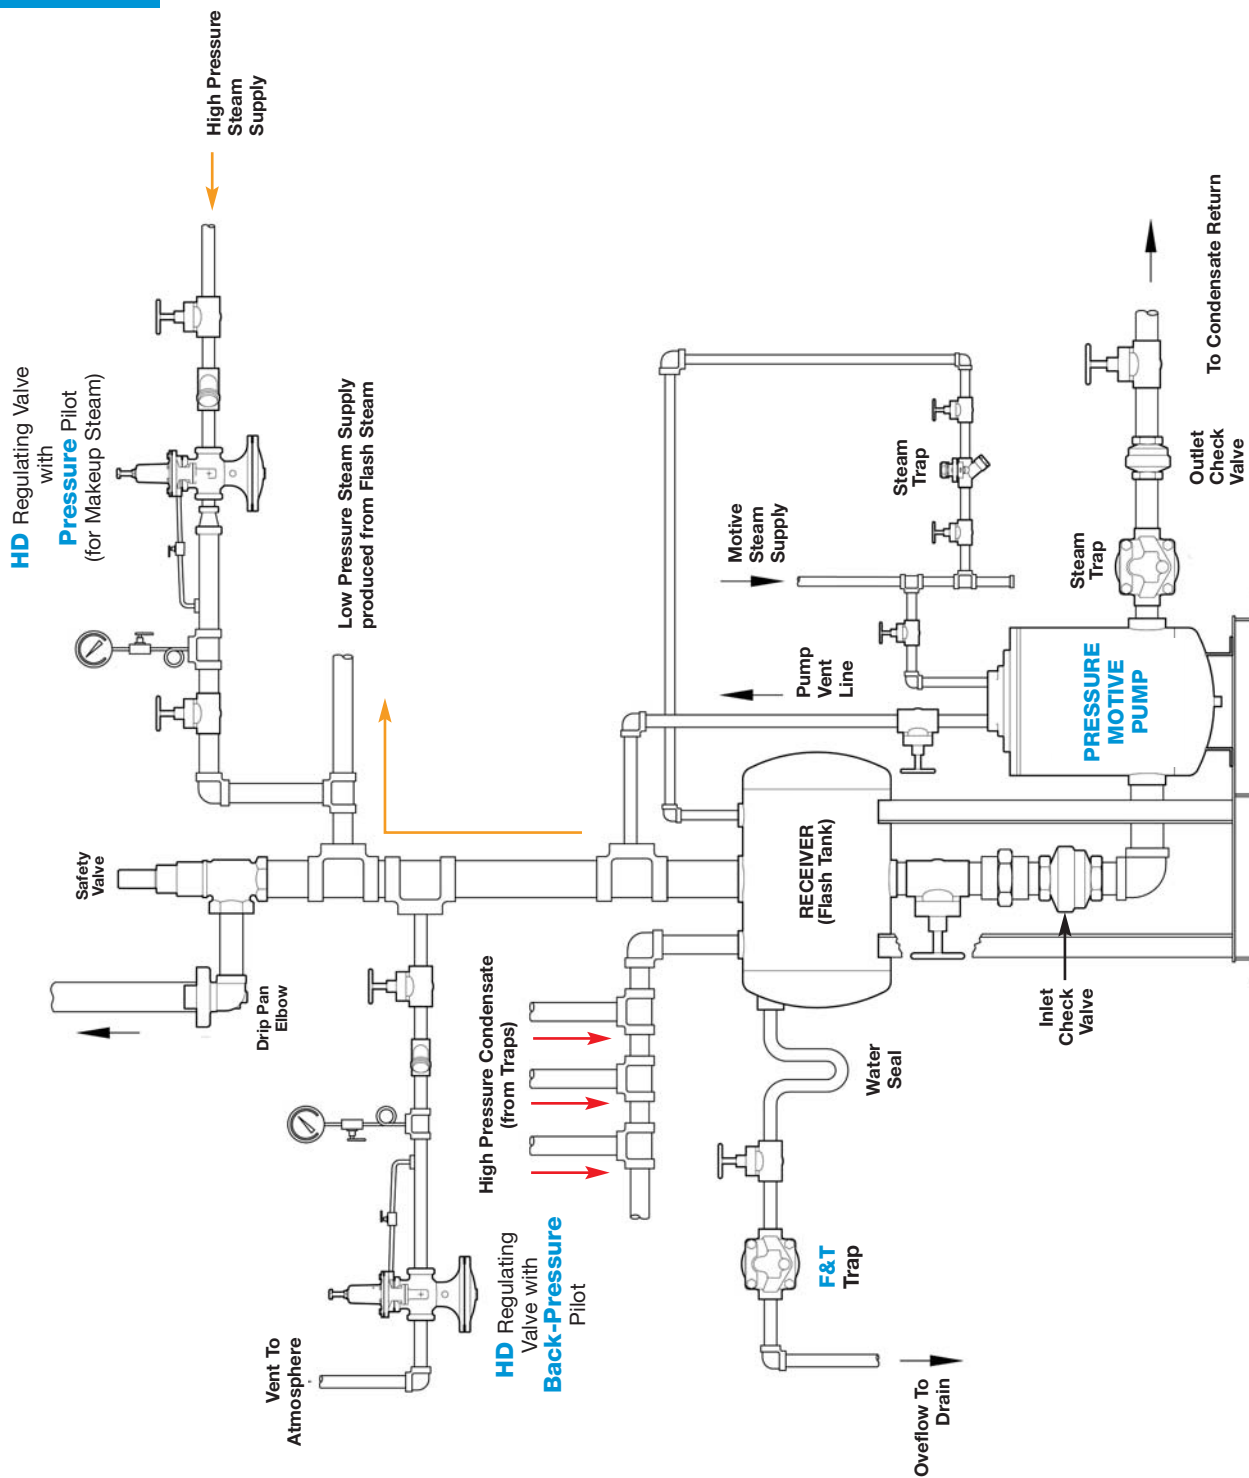 HD Regulating Valve
with
Pressure Pilot
(for Makeup Steam)
High Pressure
Steam
Supply
Safety
Valve
Drip Pan
Elbow
Low Pressure Steam Supply
produced from Flash Steam
Vent To
Atmosphere
HD Regulating
Valve with
Back-Pressure
Pilot
High Pressure Condensate
(from Traps)
Pump
Vent
Line
Motive
Steam
Supply
Steam
Trap
RECEIVER
(Flash Tank)
Water
Seal
F&T
Trap
Oveflow To
Drain
Inlet
Check
Valve
PRESSURE
MOTIVE
PUMP
Steam
Trap
Outlet
Check
Valve
To Condensate Return